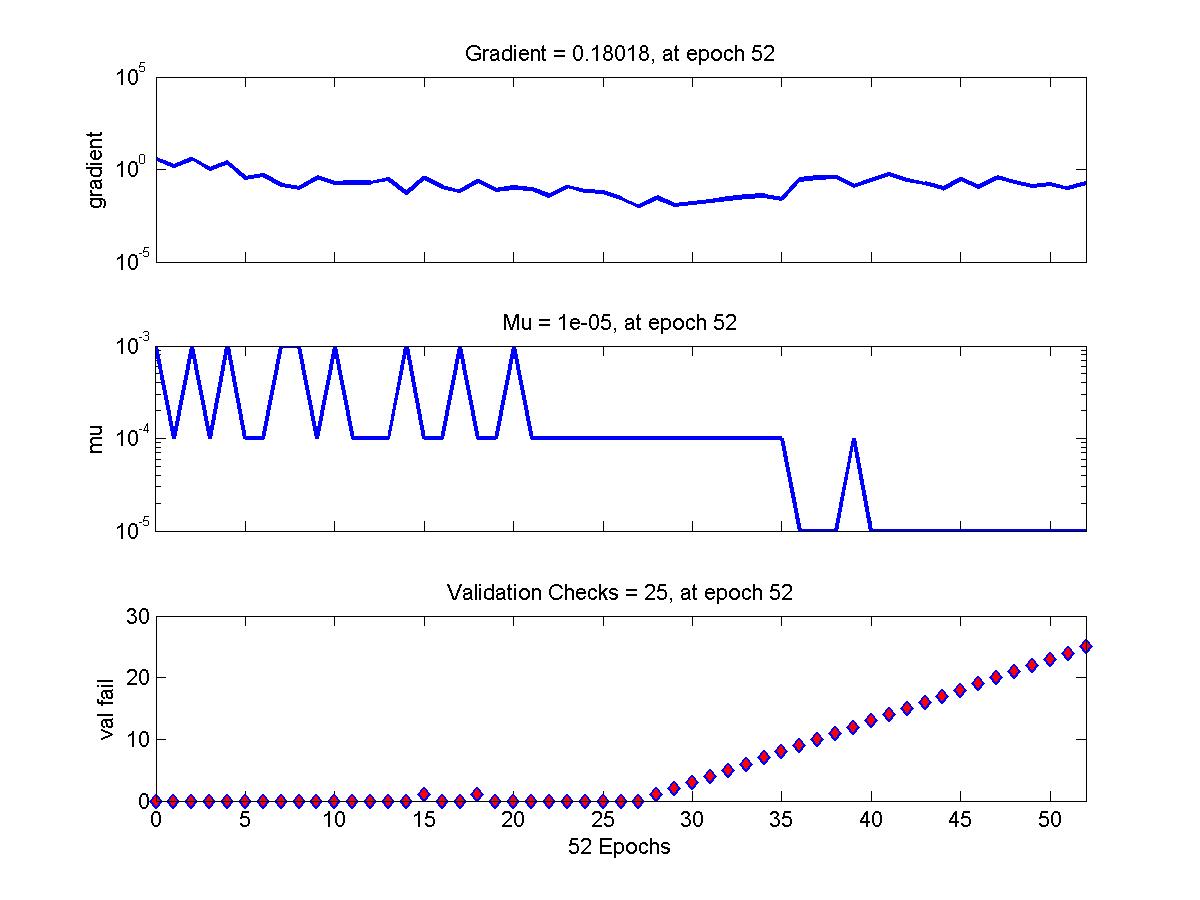 Gradient = 0.18018, at epoch 52
10^5
10^0
10^-5
gradient
Mu = 1e-05, at epoch 52
10^-3
10^-4
10^-5
mu
Validation Checks = 25, at epoch 52
30
20
10
0
val fail
0 5 10 15 20 25 30 35 40 45 50
52 Epochs